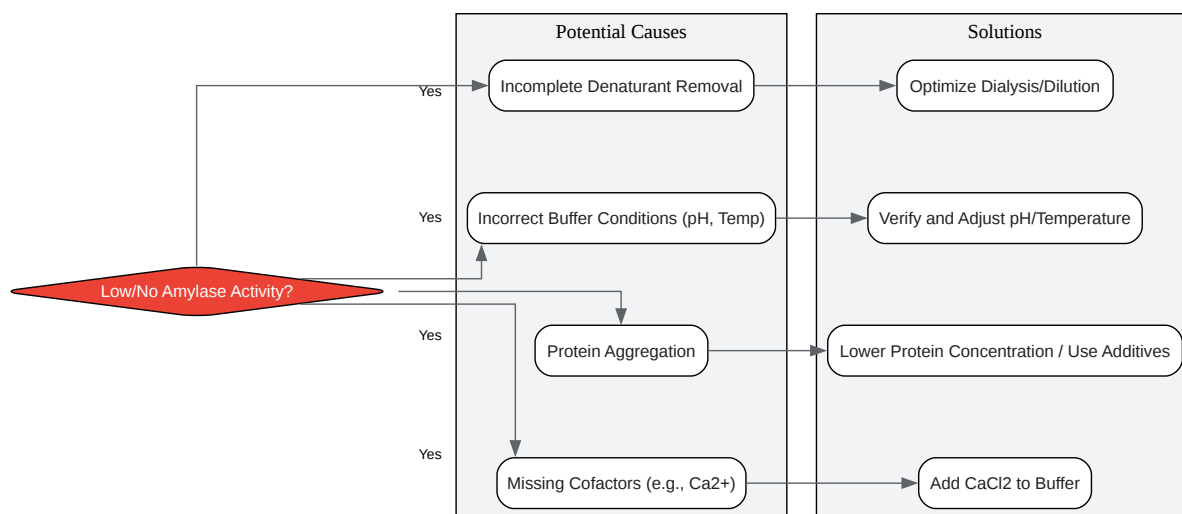 Potential Causes
Solutions
Yes
Incomplete Denaturant Removal
Optimize Dialysis/Dilution
Yes
Incorrect Buffer Conditions (pH, Temp)
Verify and Adjust pH/Temperature
Low/No Amylase Activity?
Yes
Protein Aggregation
Lower Protein Concentration / Use Additives
Yes
Missing Cofactors (e.g., Ca2+)
Add CaCl2 to Buffer